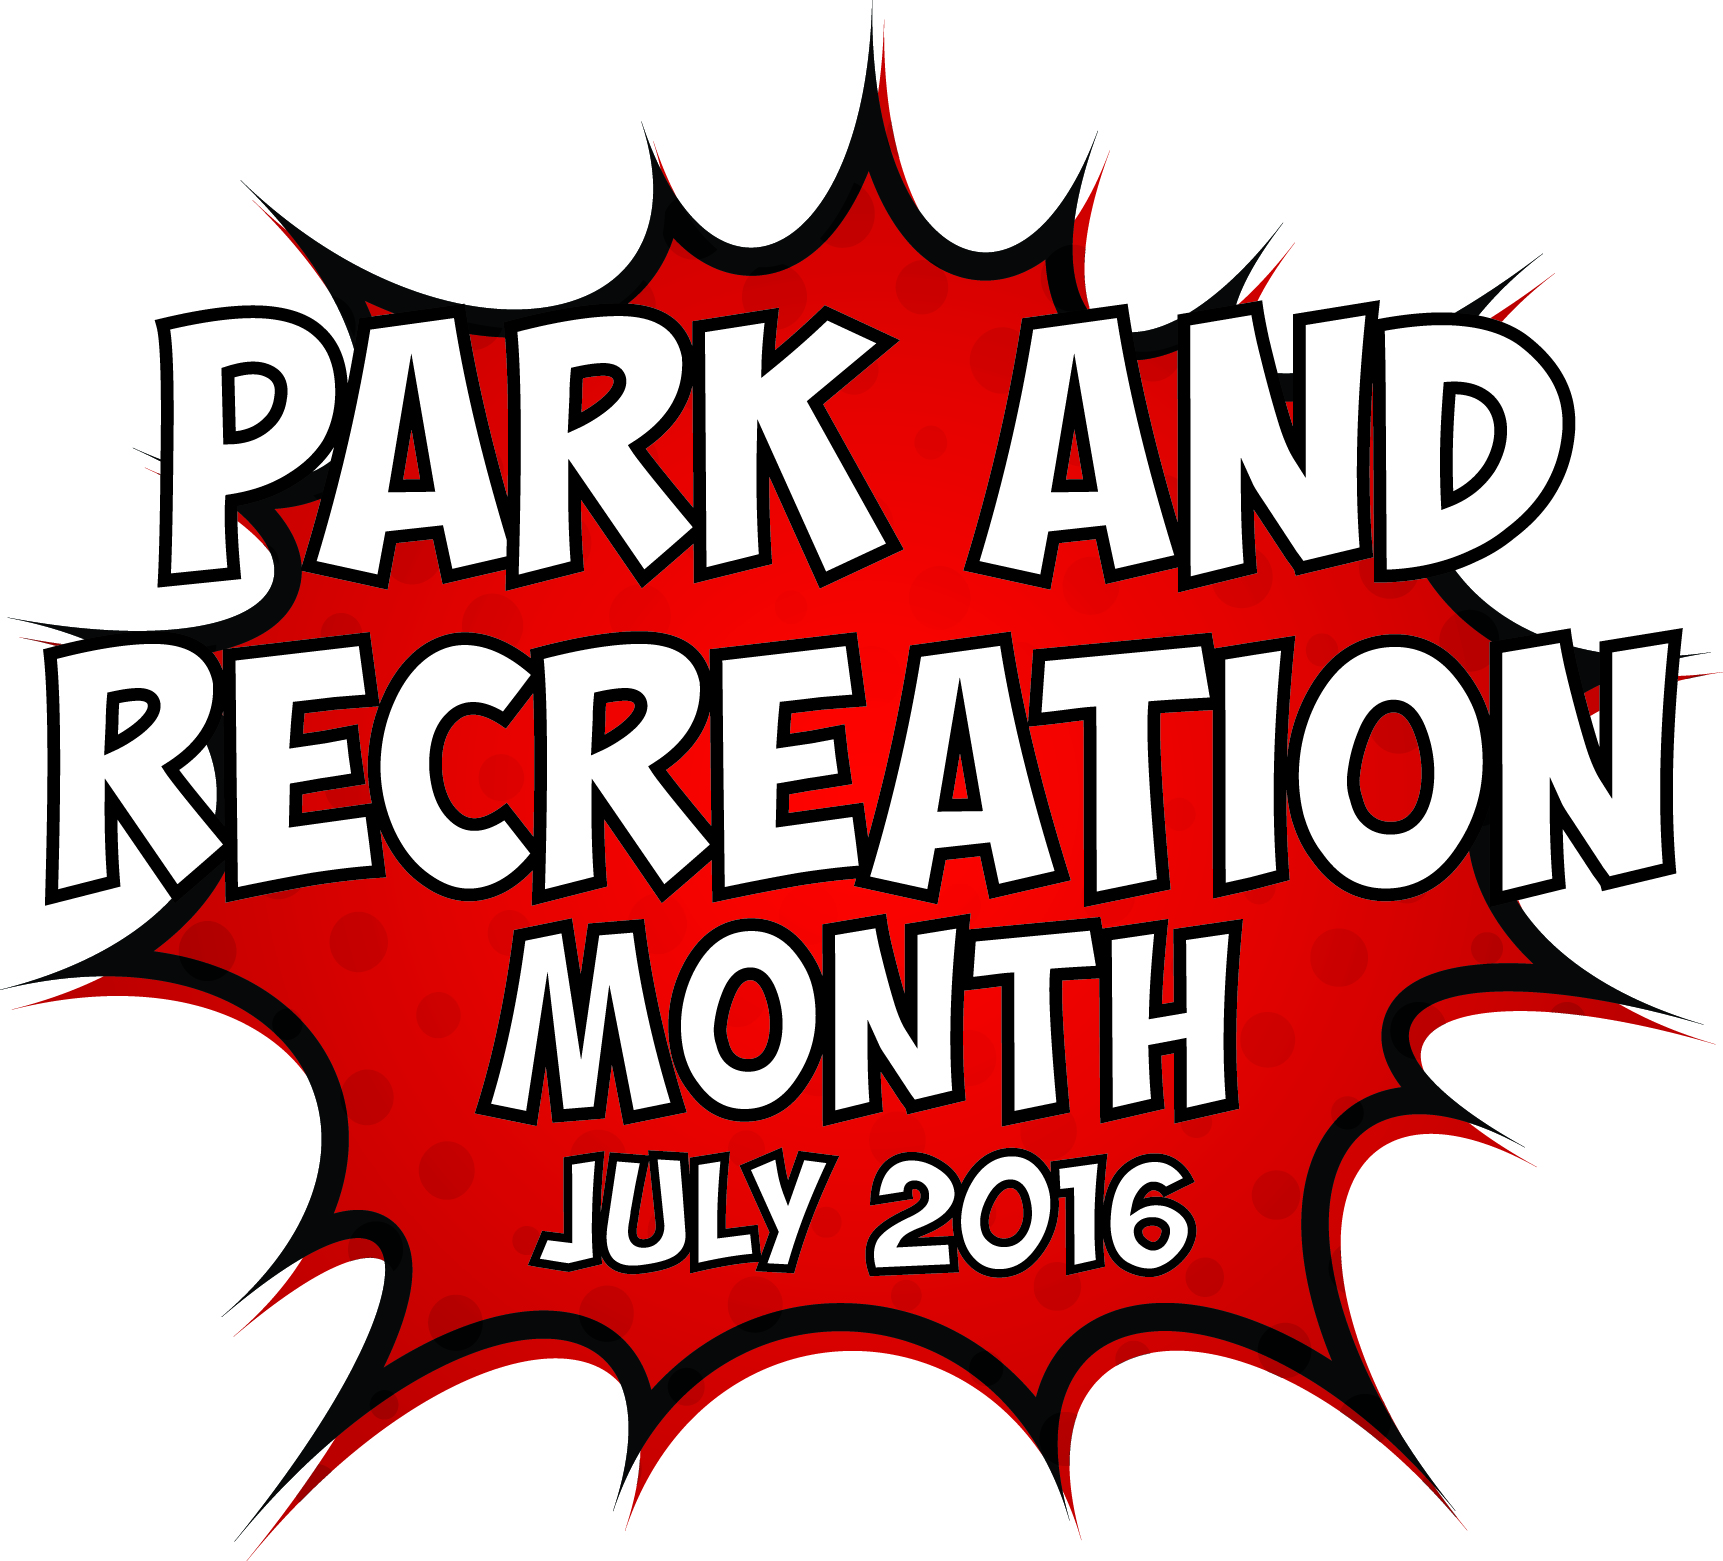 PARK AND
RECREATION
MONTH
JULY 2016